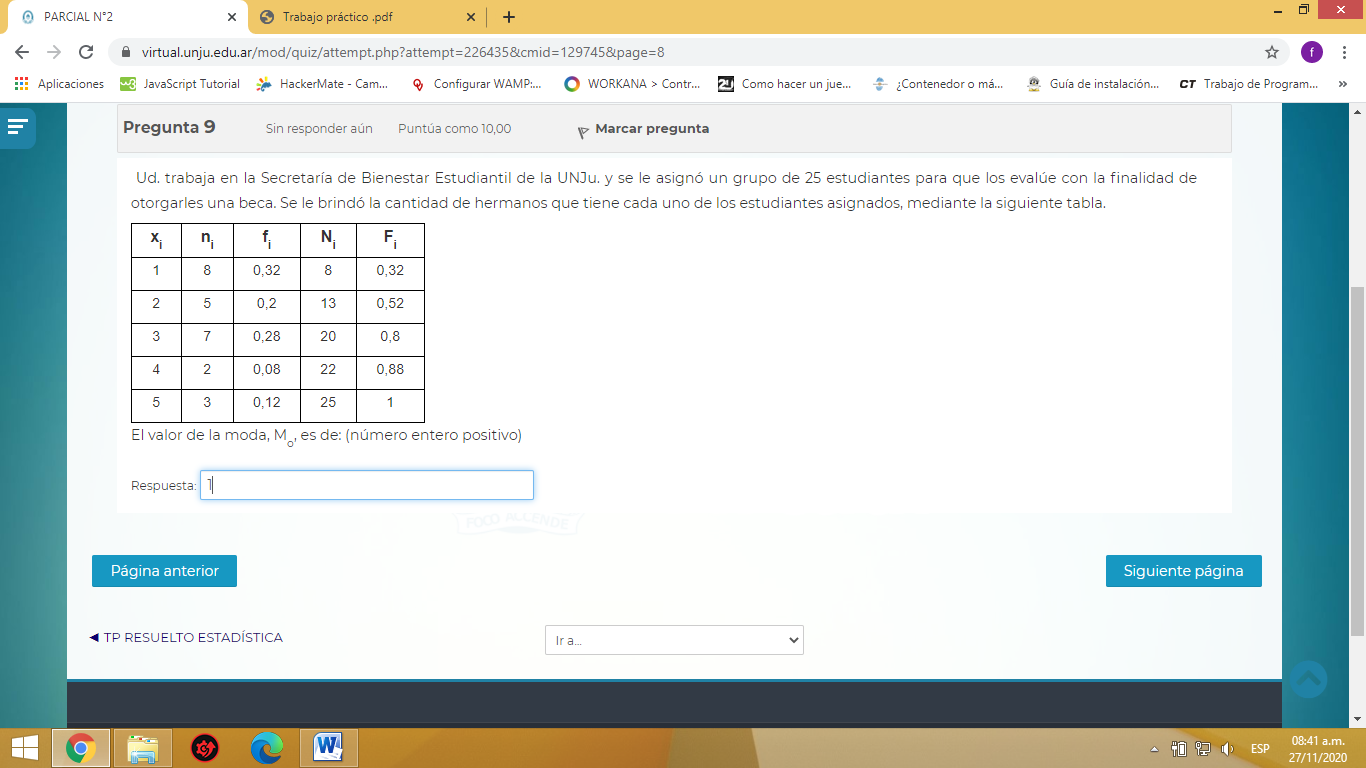 PARCIAL N°2
Trabajo práctico .pdf
virtual.unju.edu.ar/mod/quiz/attempt.php?attempt=226435&cmid=129745&page=8
f
Aplicaciones JavaScript Tutorial HackerMate - Cam... Configurar WAMP:... WORKANA > Contr... Como hacer un jue... ¿Contenedor o má... Guía de instalación... CT Trabajo de Program... »
Pregunta 9 Sin responder aún Puntúa como 10,00 Marcar pregunta
Ud. trabaja en la Secretaría de Bienestar Estudiantil de la UNJu. y se le asignó un grupo de 25 estudiantes para que los evalúe con la finalidad de
otorgarles una beca. Se le brindó la cantidad de hermanos que tiene cada uno de los estudiantes asignados, mediante la siguiente tabla.
xi ni fi Ni Fi
1 8 0,32 8 0,32
2 5 0,2 13 0,52
3 7 0,28 20 0,8
4 2 0,08 22 0,88
5 3 0,12 25 1
El valor de la moda, Mo, es de: (número entero positivo)
Respuesta: 1
POCO ALLENDE
Página anterior
Siguiente página
◄ TP RESUELTO ESTADÍSTICA
Ir a...
ESP
08:41 a.m.
27/11/2020